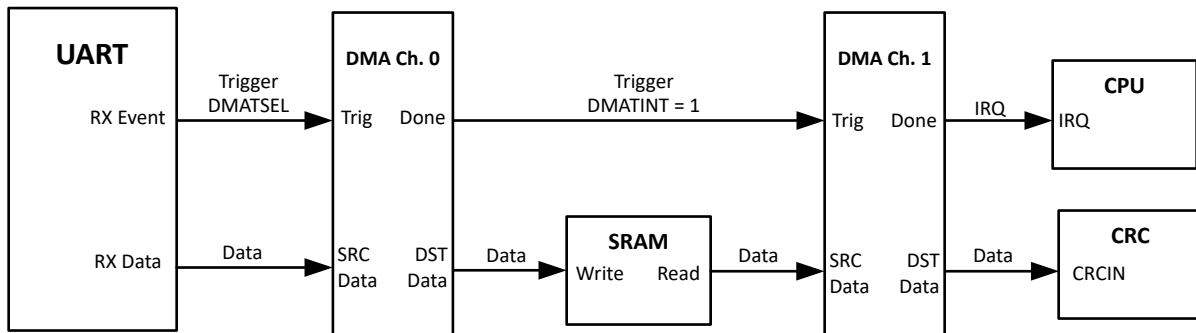 UART
DMA Ch. 0
DMA Ch. 1
CPU
Trigger
DMATSEL
Trigger
DMATINT = 1
IRQ
RX Event
Trig
Done
Trig
Done
IRQ
SRAM
CRC
RX Data
Data
SRC
Data
DST
Data
Data
Write
Read
Data
SRC
Data
DST
Data
Data
CRCIN